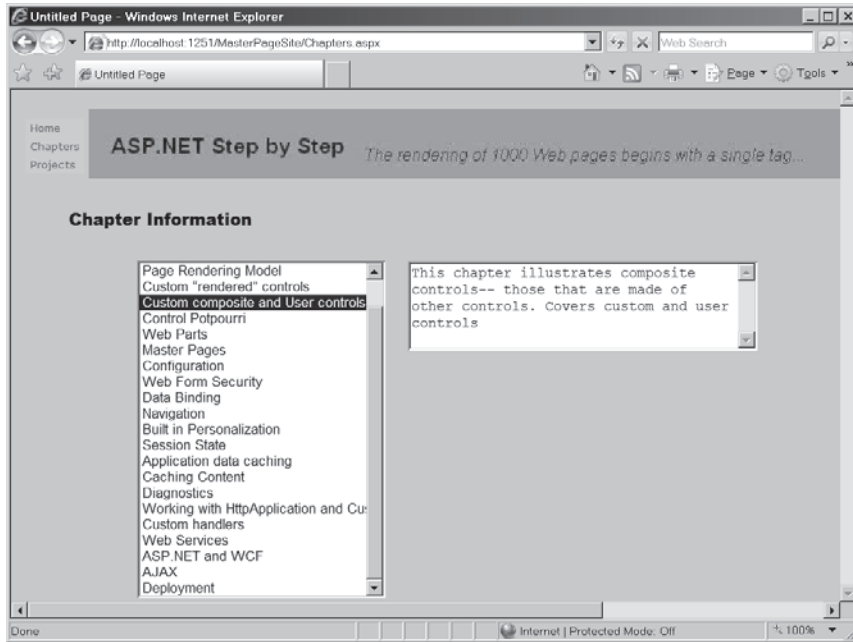 Untitled Page - Windows Internet Explorer
http://localhost:1251/MasterPageSite/Chapters.aspx
Web Search
Untitled Page
Page
Tools
Home
Chapters
Projects
ASP.NET Step by Step
The rendering of 1000 Web pages begins with a single tag...
Chapter Information
Page Rendering Model
Custom "rendered" controls
Custom composite and User controls
Control Potpourri
Web Parts
Master Pages
Configuration
Web Form Security
Data Binding
Navigation
Built in Personalization
Session State
Application data caching
Caching Content
Diagnostics
Working with HttpApplication and Cu
Custom handlers
Web Services
ASP.NET and WCF
AJAX
Deployment
This chapter illustrates composite
controls-- those that are made of
other controls. Covers custom and user
controls
Done
Internet | Protected Mode: Off
100%